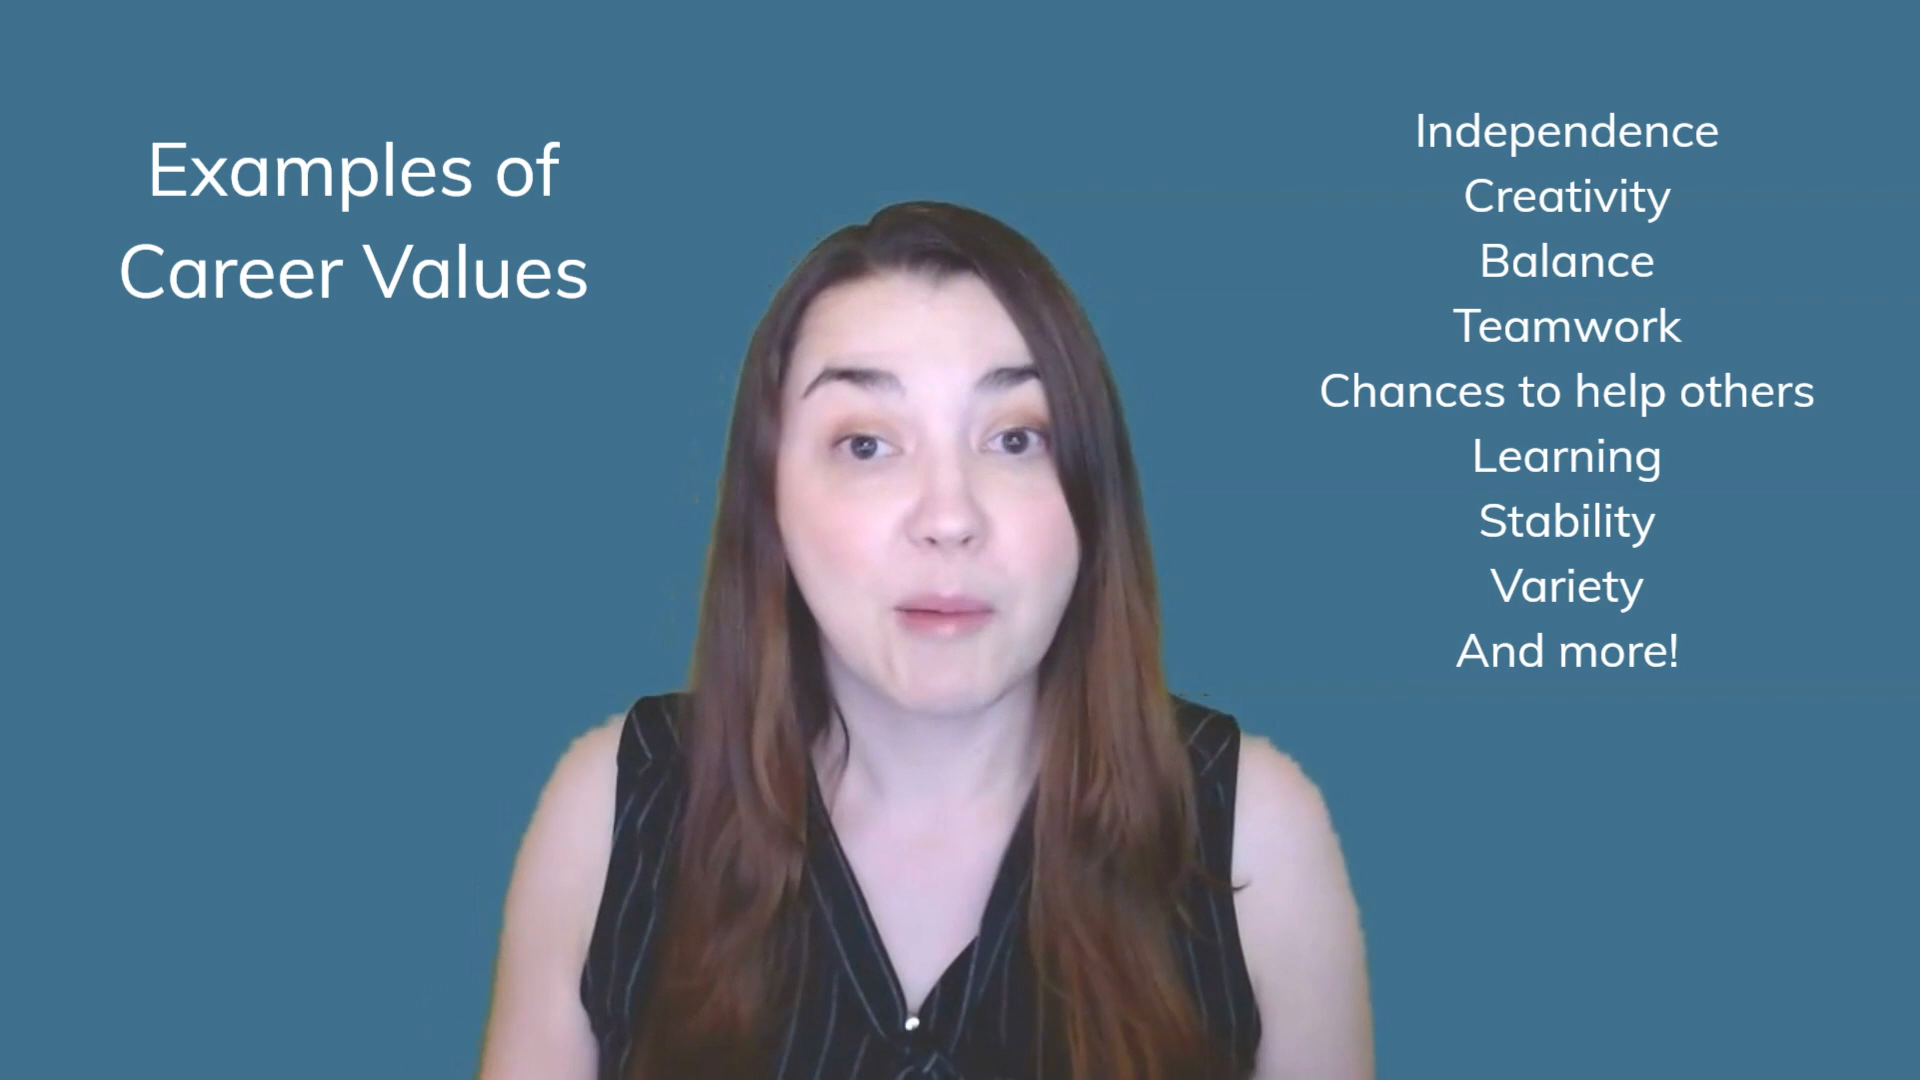 Examples of
Career Values
Independence
Creativity
Balance
Teamwork
Chances to help others
Learning
Stability
Variety
And more!